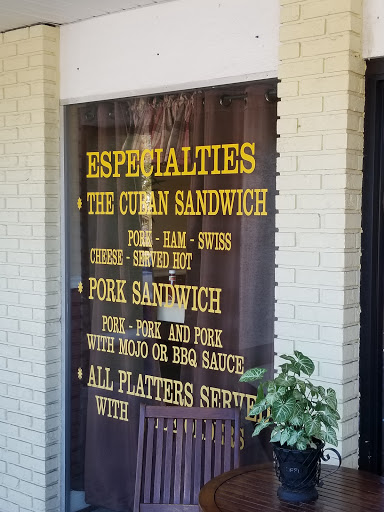 ESPECIALTIES
* THE CUBAN SANDWICH
PORK - HAM - SWISS
CHEESE - SERVED HOT
* PORK SANDWICH
PORK - PORK AND PORK
WITH MOJO OR BBQ SAUCE
* ALL PLATTERS SERVED
WITH